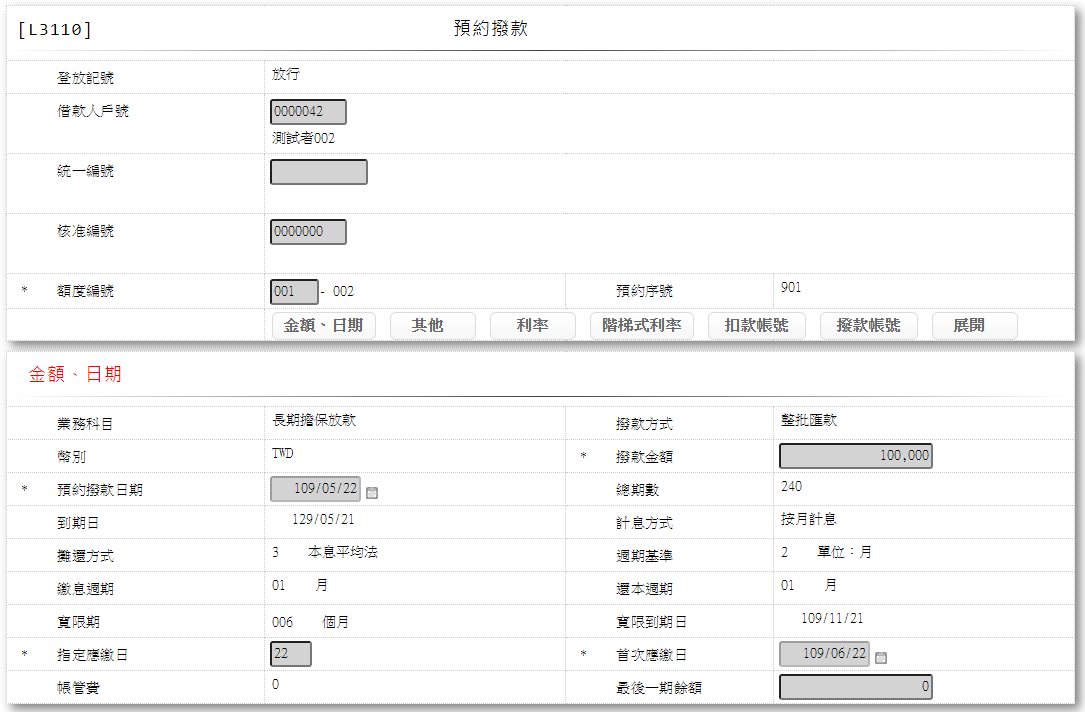 [L3110] 預約撥款
登放記號 放行
借款人戶號 0000042
測試者002
統一編號
核准編號 0000000
* 額度編號 001 - 002 預約序號 901
金額、日期 其他 利率 階梯式利率 扣款帳號 撥款帳號 展開
金額、日期
業務科目 長期擔保放款 撥款方式 整批匯款
幣別 TWD * 撥款金額 100,000
* 預約撥款日期 109/05/22 總期數 240
到期日 129/05/21 計息方式 按月計息
攤還方式 3 本息平均法 週期基準 2 單位：月
繳息週期 01 月 還本週期 01 月
寬限期 006 個月 寬限到期日 109/11/21
* 指定應繳日 22 * 首次應繳日 109/06/22
帳管費 0 最後一期餘額 0